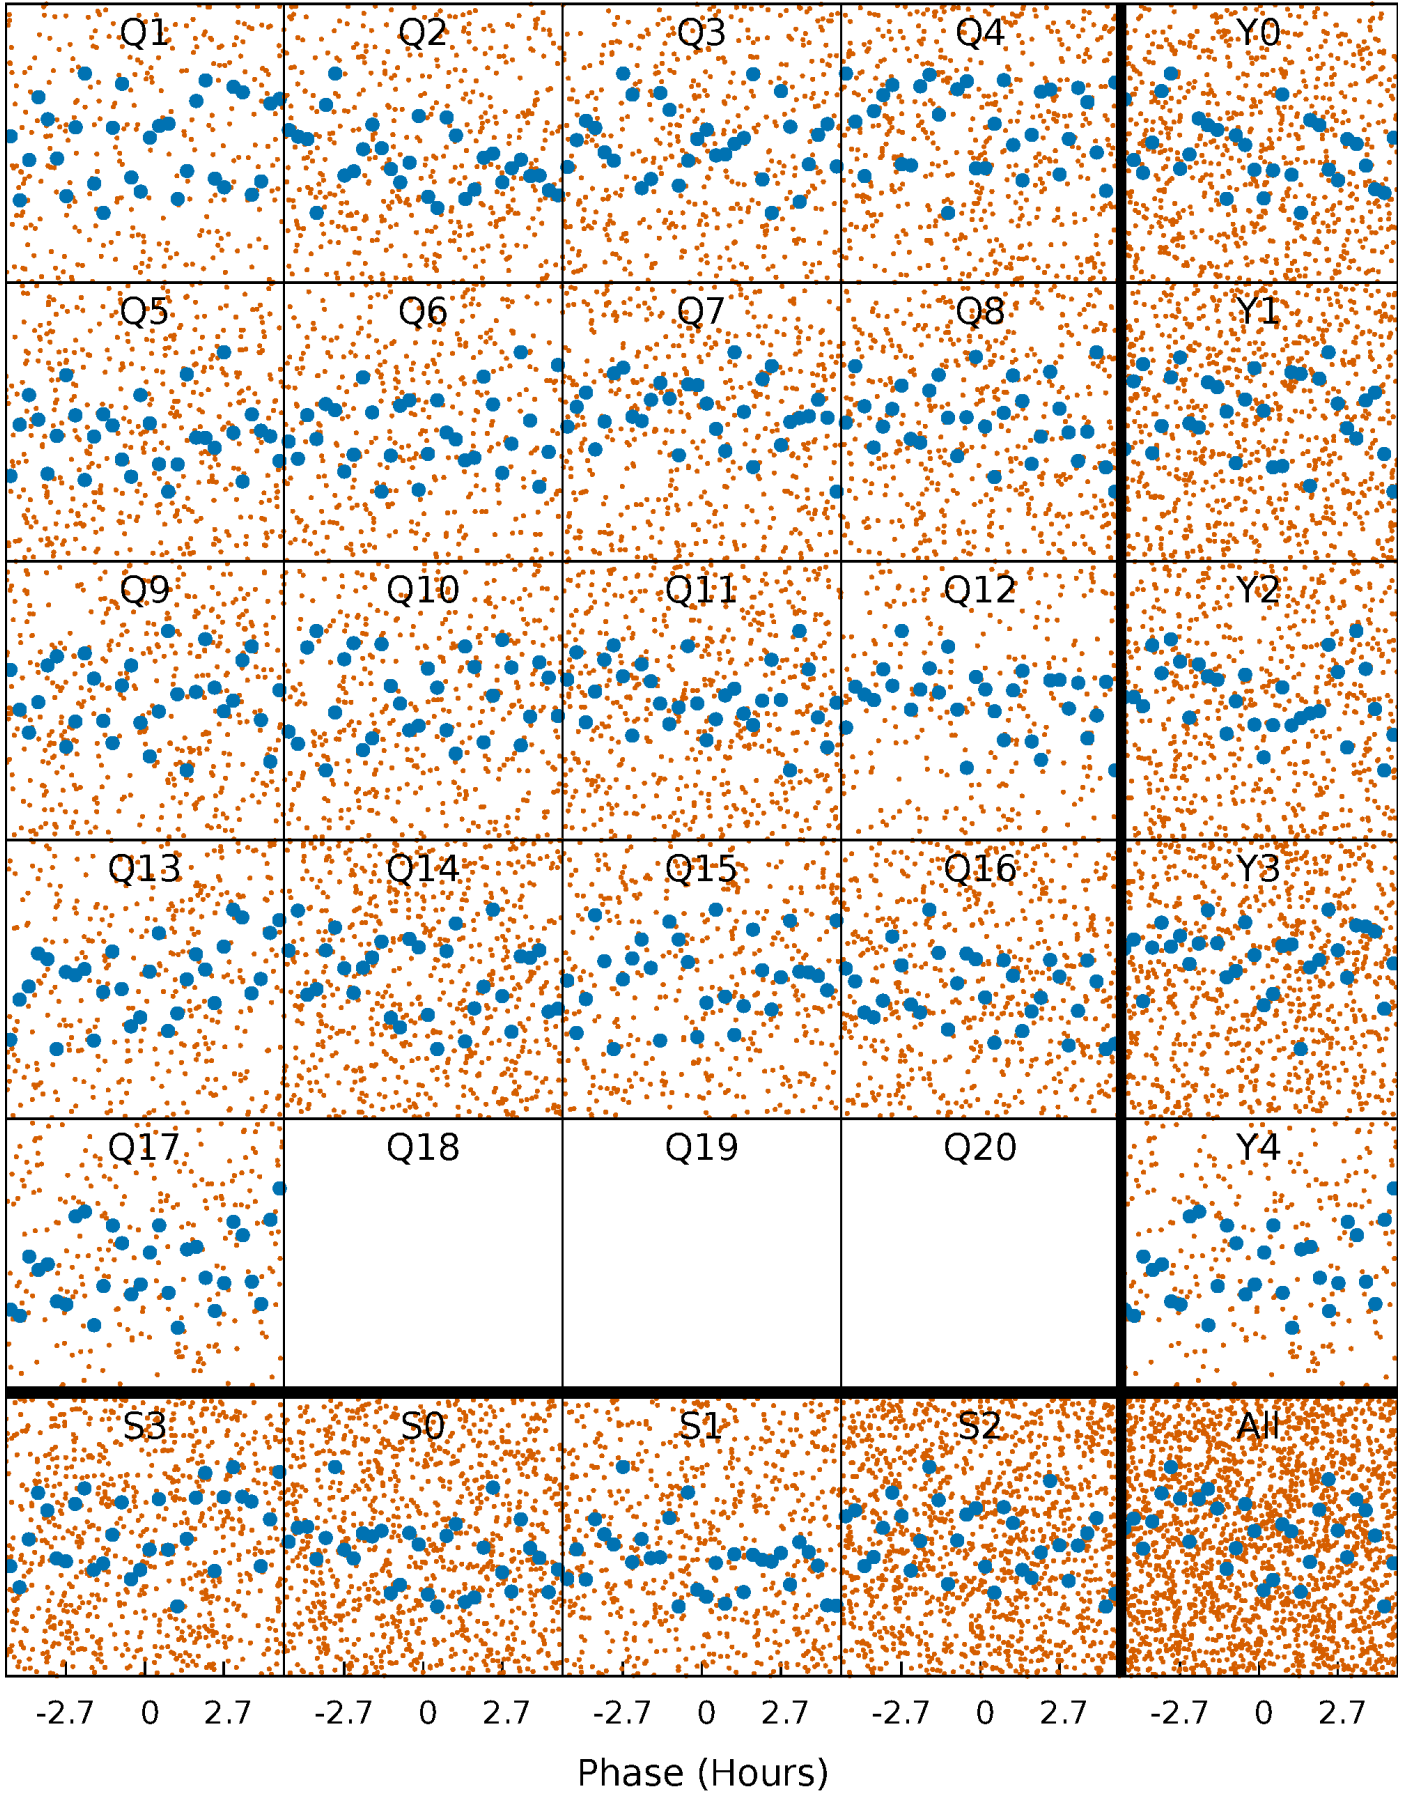 Q1 Q2 Q3 Q4 Y0
Q5 Q6 Q7 Q8 Y1
Q9 Q10 Q11 Q12 Y2
Q13 Q14 Q15 Q16 Y3
Q17 Q18 Q19 Q20 Y4
S3 S0 S1 S2 All
-2.7 0 2.7 -2.7 0 2.7 -2.7 0 2.7 -2.7 0 2.7 -2.7 0 2.7
Phase (Hours)